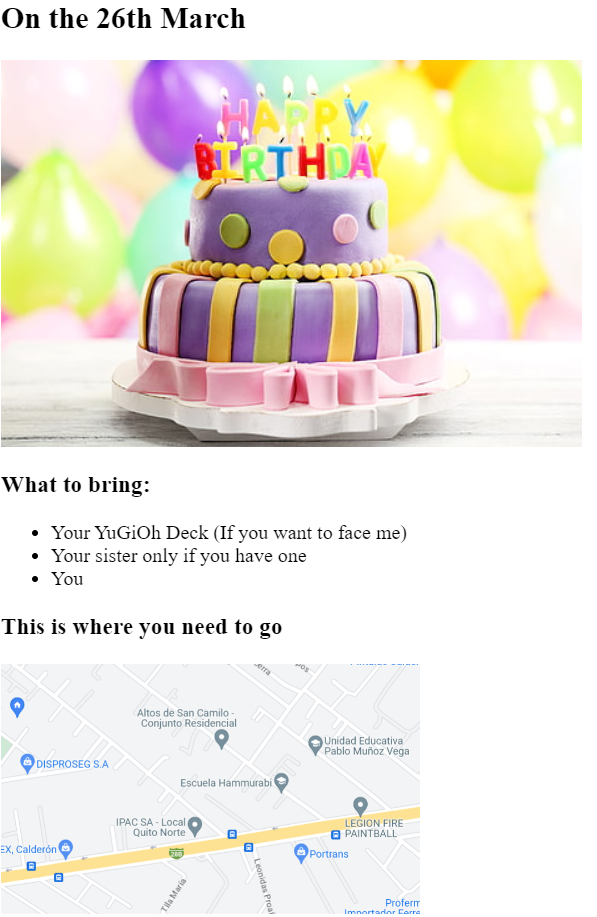 On the 26th March
HAPPY
BIRTHDAY
What to bring:
Your YuGiOh Deck (If you want to face me)
Your sister only if you have one
You
This is where you need to go
Altos de San Camilo -
Conjunto Residencial
Unidad Educativa
Pablo Muñoz Vega
DISPROSEG S.A
Escuela Hammurabi
IPAC SA - Local
Quito Norte
LEGION FIRE
PAINTBALL
EX, Calderón
Portrans
Tila María
Leonidas Proa
Proferm
Importador Ferre